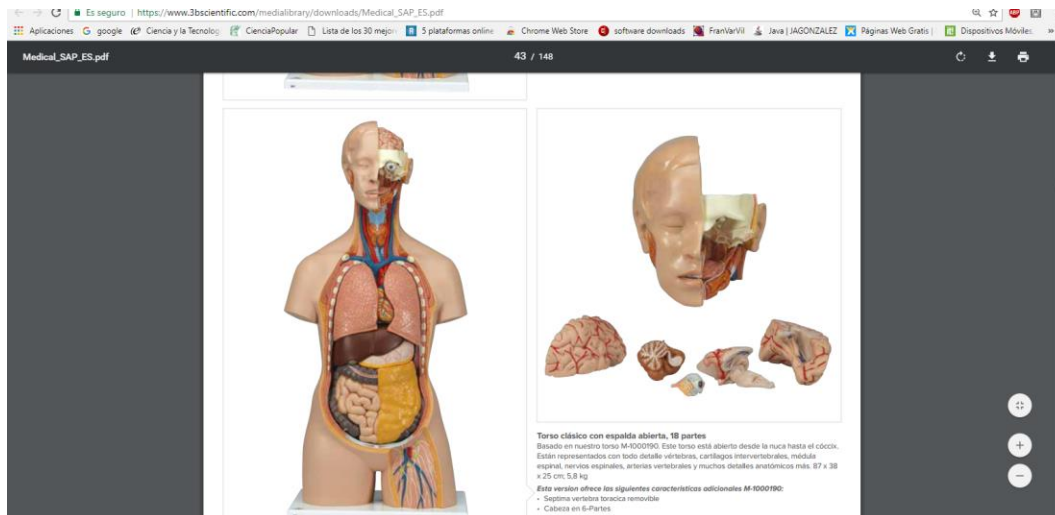 Es seguro | https://www.3bscientific.com/medialibrary/downloads/Medical_SAP_ES.pdf
Aplicaciones google Ciencia y la Tecnolog CienciaPopular Lista de los 30 mejor 5 plataformas online Chrome Web Store software downloads FranVarVil Java | JAGONZALEZ Páginas Web Gratis | Dispositivos Móviles »
Medical_SAP_ES.pdf 43 / 148
Torso clásico con espalda abierta, 18 partes
Basado en nuestro torso M-1000190. Este torso está abierto desde la nuca hasta el cóccix.
Están representados con todo detalle vértebras, cartílagos intervertebrales, médula
espinal, nervios espinales, arterias vertebrales y muchos detalles anatómicos más. 87 x 38
x 25 cm; 5,8 kg
Esta version ofrece las siguientes características adicionales M-1000190:
• Septima vertebra toracica removible
• Cabeza en 6-Partes